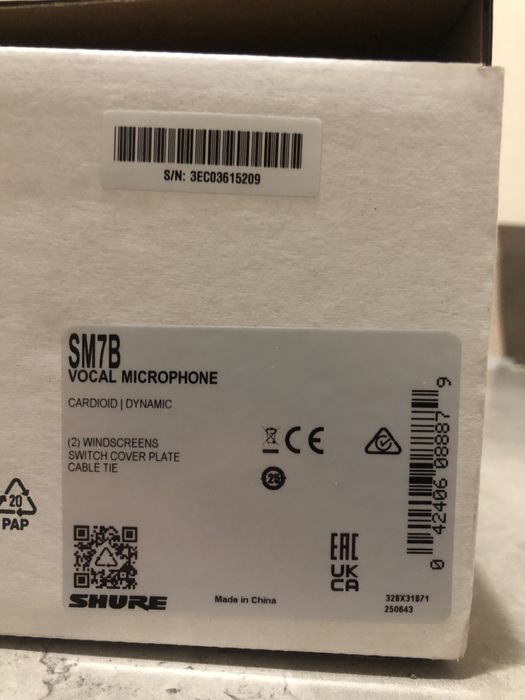 S/N: 3EC03615209
SM7B
VOCAL MICROPHONE
CARDIOID | DYNAMIC
(2) WINDSCREENS
SWITCH COVER PLATE
CABLE TIE
CE
25
0 42406 08887 9
20
PAP
EAC
UK
CA
SHURE
Made in China
328X31871
250643